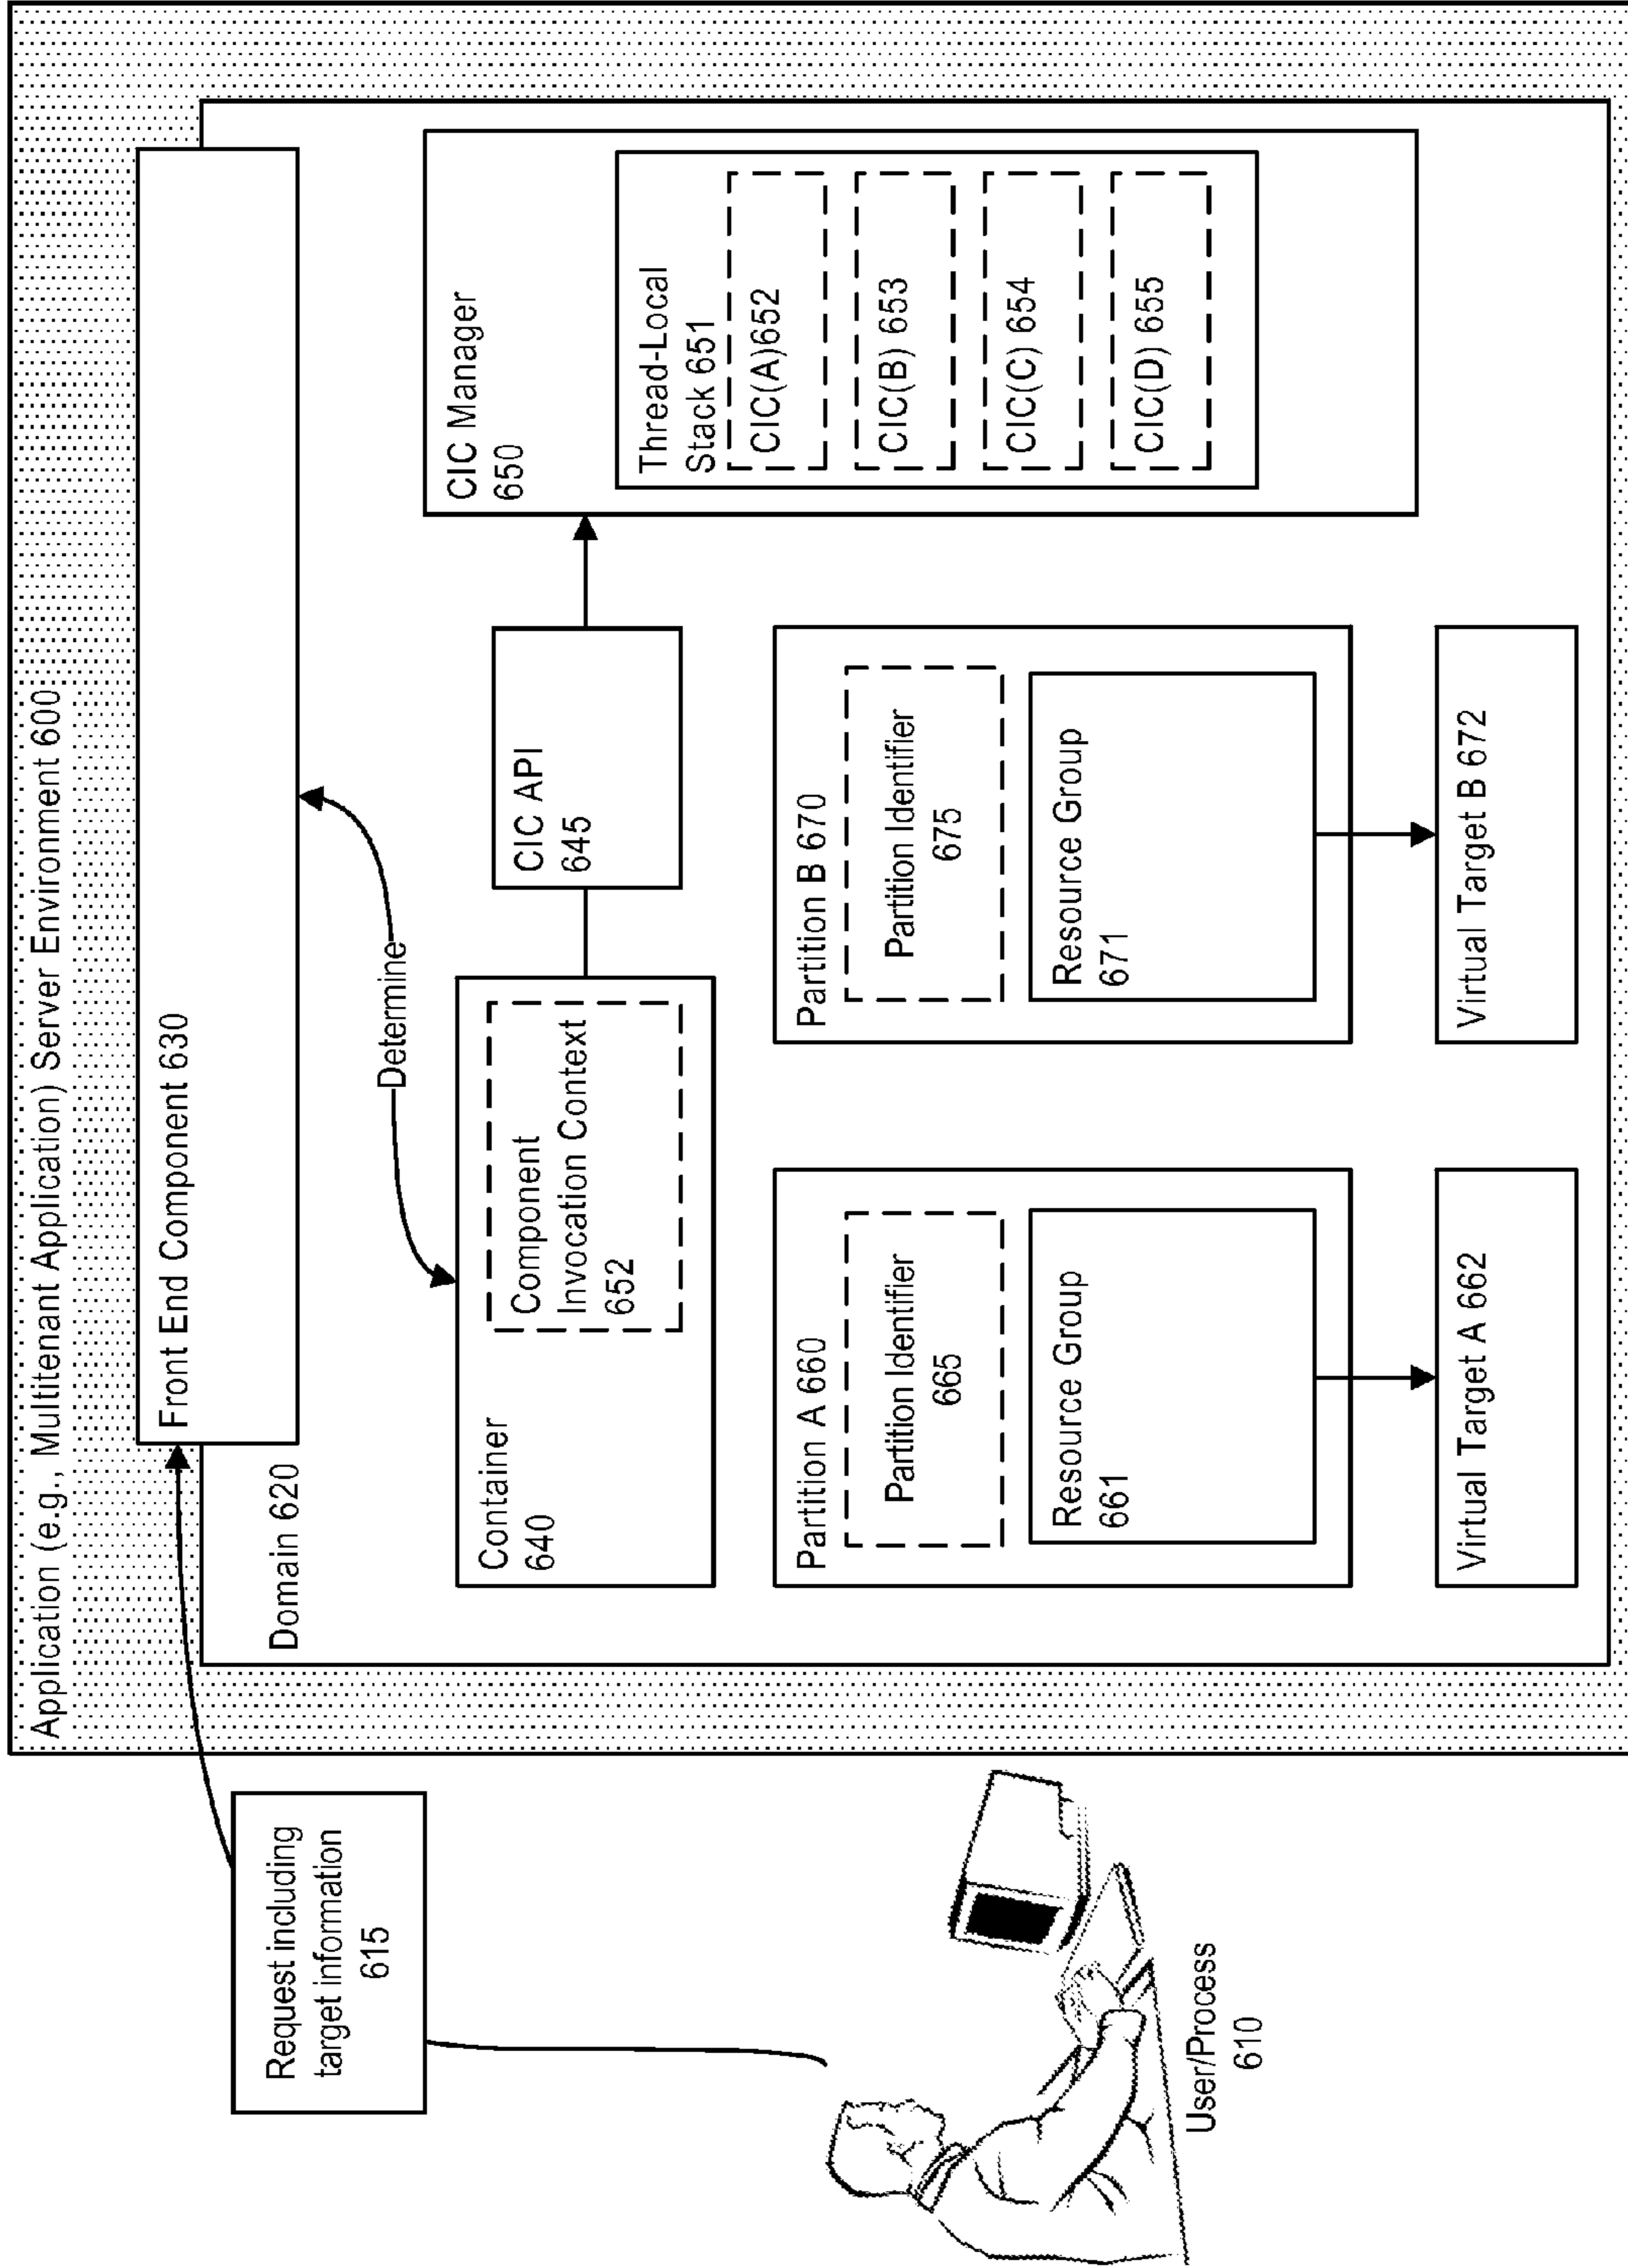 Application (e.g., Multitenant Application) Server Environment 600
Request including
target information
615
Front End Component 630
Domain 620
Determine
Container
640
Component
Invocation Context
652
CIC API
645
CIC Manager
650
Thread-Local
Stack 651
CIC(A)652
CIC(B) 653
CIC(C) 654
CIC(D) 655
Partition A 660
Partition Identifier
665
Resource Group
661
Virtual Target A 662
Partition B 670
Partition Identifier
675
Resource Group
671
Virtual Target B 672
User/Process
610